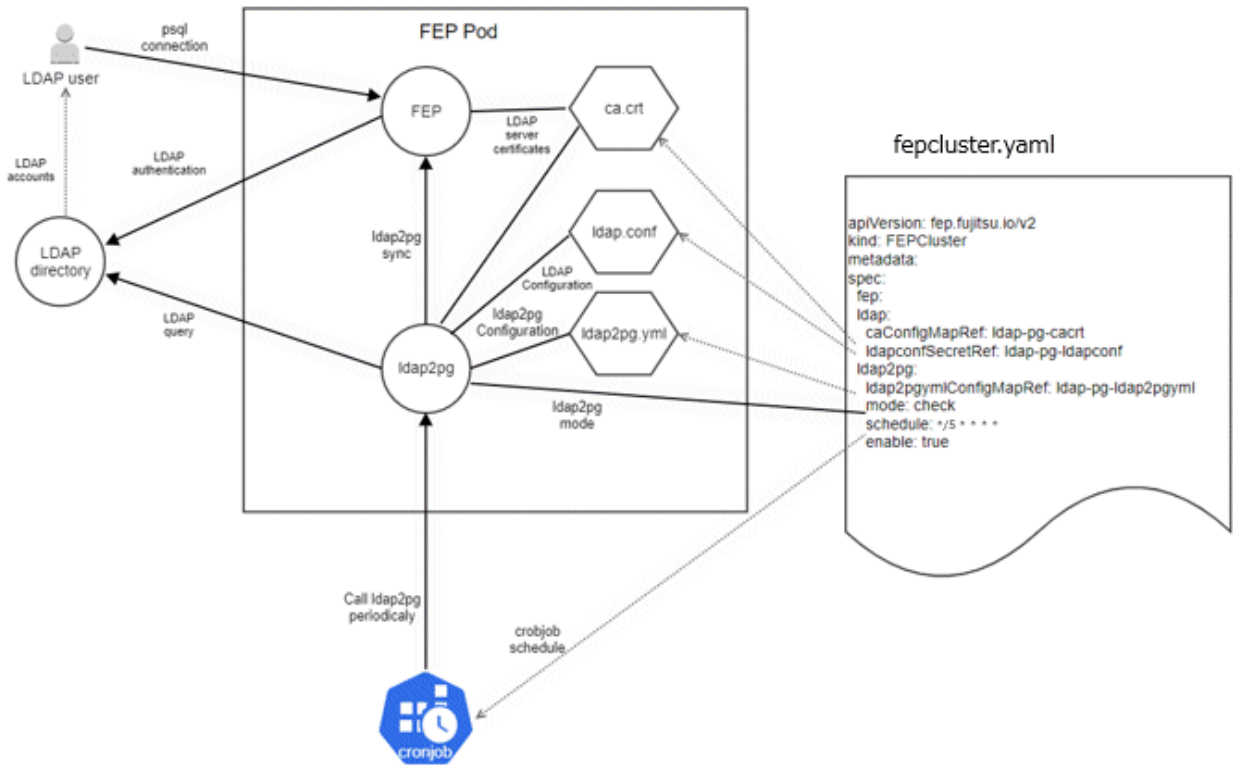 psql
connection
LDAP user
FEP Pod
FEP
ca.crt
LDAP
server
certificates
LDAP
accounts
LDAP
authentication
fepcluster.yaml
LDAP
directory
ldap2pg
sync
ldap.conf
LDAP
Configuration
ldap2pg
Configuration
ldap2pg.yml
LDAP
query
ldap2pg
ldap2pg
mode
apiVersion: fep.fujitsu.io/v2
kind: FEPCluster
metadata:
spec:
fep:
ldap:
caConfigMapRef: ldap-pg-cacrt
ldapconfSecretRef: ldap-pg-ldapconf
ldap2pg:
ldap2pgymlConfigMapRef: ldap-pg-ldap2pgyml
mode: check
schedule: */5 * * * *
enable: true
Call ldap2pg
periodicaly
crobjob
schedule
cronjob